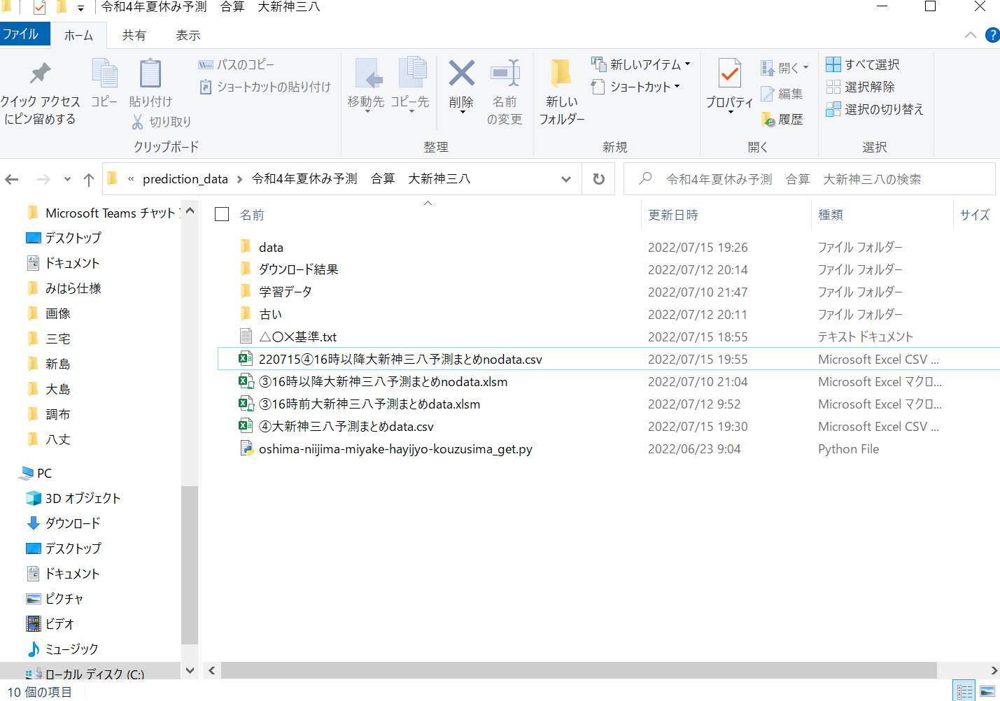 令和4年夏休み予測　合算　大新神三八
ファイル ホーム 共有 表示
クイック アクセス
にピン留めする
コピー
貼り付け
パスのコピー
ショートカットの貼り付け
切り取り
クリップボード
移動先
コピー先
削除
名前
の変更
整理
新しい
フォルダー
新しいアイテム
ショートカット
新規
プロパティ
開く
編集
履歴
開く
すべて選択
選択解除
選択の切り替え
選択
« prediction_data › 令和4年夏休み予測　合算　大新神三八
令和4年夏休み予測　合算　大新神三八の検索
Microsoft Teams チャット
デスクトップ
ドキュメント
みはら仕様
画像
三宅
新島
大島
調布
八丈
PC
3D オブジェクト
ダウンロード
デスクトップ
ドキュメント
ピクチャ
ビデオ
ミュージック
ローカル ディスク (C:)
名前 更新日時 種類 サイズ
data 2022/07/15 19:26 ファイル フォルダー
ダウンロード結果 2022/07/12 20:14 ファイル フォルダー
学習データ 2022/07/10 21:47 ファイル フォルダー
古い 2022/07/12 20:11 ファイル フォルダー
△〇✕基準.txt 2022/07/15 18:55 テキスト ドキュメント
220715④16時以降大新神三八予測まとめnodata.csv 2022/07/15 19:55 Microsoft Excel CSV ...
③16時以降大新神三八予測まとめnodata.xlsm 2022/07/10 21:04 Microsoft Excel マクロ...
③16時前大新神三八予測まとめdata.xlsm 2022/07/12 9:52 Microsoft Excel マクロ...
④大新神三八予測まとめdata.csv 2022/07/15 19:30 Microsoft Excel CSV ...
oshima-niijima-miyake-hayijyo-kouzusima_get.py 2022/06/23 9:04 Python File
10 個の項目